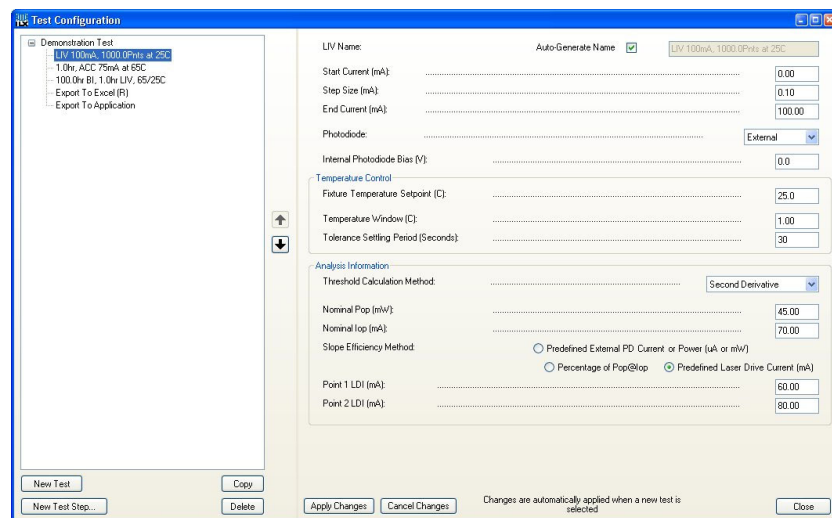 Test Configuration
Demonstration Test
LIV 100mA, 1000.0Pnts at 25C
1.0hr, ACC 75mA at 65C
100.0hr BI, 1.0hr LIV, 65/25C
Export To Excel (R)
Export To Application
New Test
Copy
New Test Step...
Delete
LIV Name:
Auto-Generate Name
LIV 100mA, 1000.0Pnts at 25C
Start Current (mA):
0.00
Step Size (mA):
0.10
End Current (mA):
100.00
Photodiode:
External
Internal Photodiode Bias (V):
0.0
Temperature Control
Fixture Temperature Setpoint (C):
25.0
Temperature Window (C):
1.00
Tolerance Settling Period (Seconds):
30
Analysis Information
Threshold Calculation Method:
Second Derivative
Nominal Pop (mW):
45.00
Nominal Iop (mA):
70.00
Slope Efficiency Method:
Predefined External PD Current or Power (uA or mW)
Percentage of Pop@Iop
Predefined Laser Drive Current (mA)
Point 1 LDI (mA):
60.00
Point 2 LDI (mA):
80.00
Apply Changes
Cancel Changes
Changes are automatically applied when a new test is
selected
Close